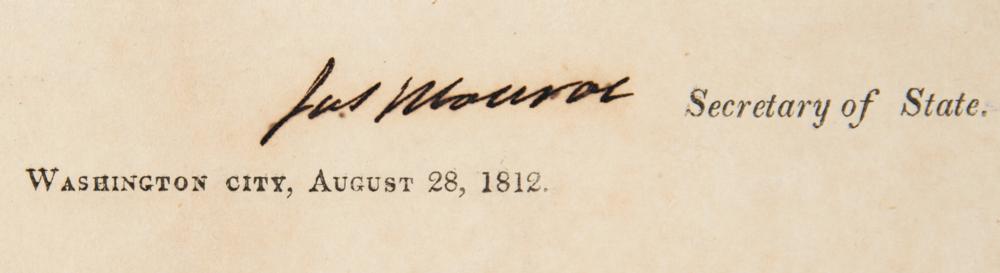 Jas Monroe Secretary of State.
Washington city, August 28, 1812.